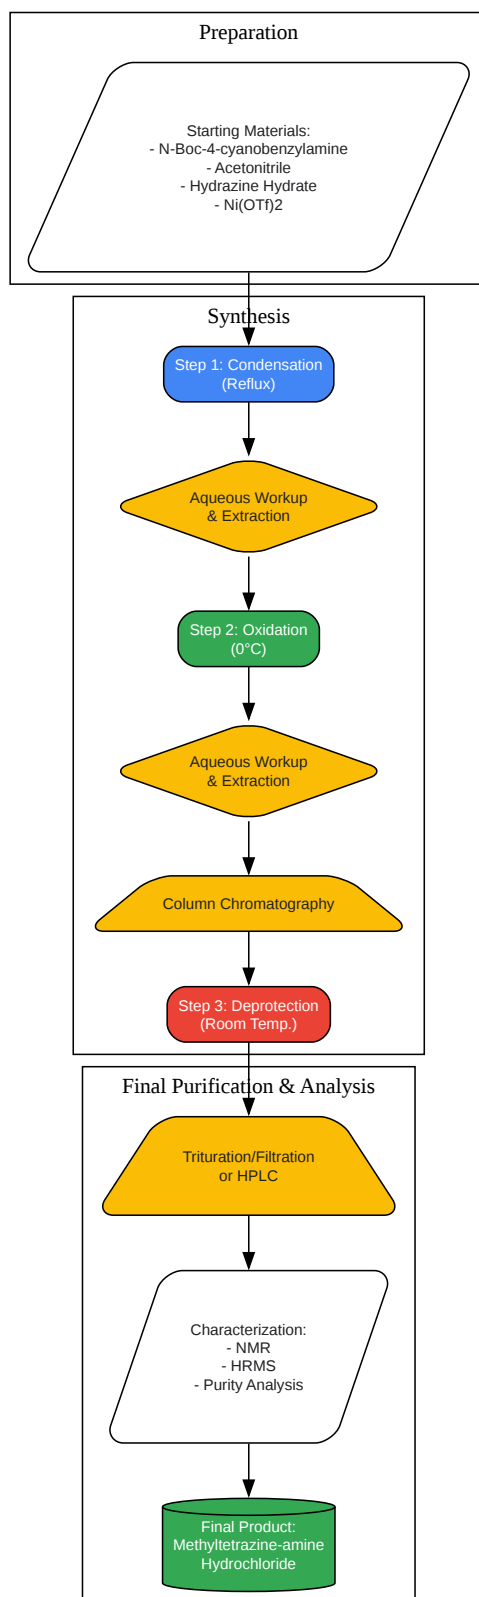 Preparation
Starting Materials:
- N-Boc-4-cyanobenzylamine
- Acetonitrile
- Hydrazine Hydrate
- Ni(OTf)2
Synthesis
Step 1: Condensation
(Reflux)
Aqueous Workup
& Extraction
Step 2: Oxidation
(0°C)
Aqueous Workup
& Extraction
Column Chromatography
Step 3: Deprotection
(Room Temp.)
Final Purification & Analysis
Trituration/Filtration
or HPLC
Characterization:
- NMR
- HRMS
- Purity Analysis
Final Product:
Methyltetrazine-amine
Hydrochloride